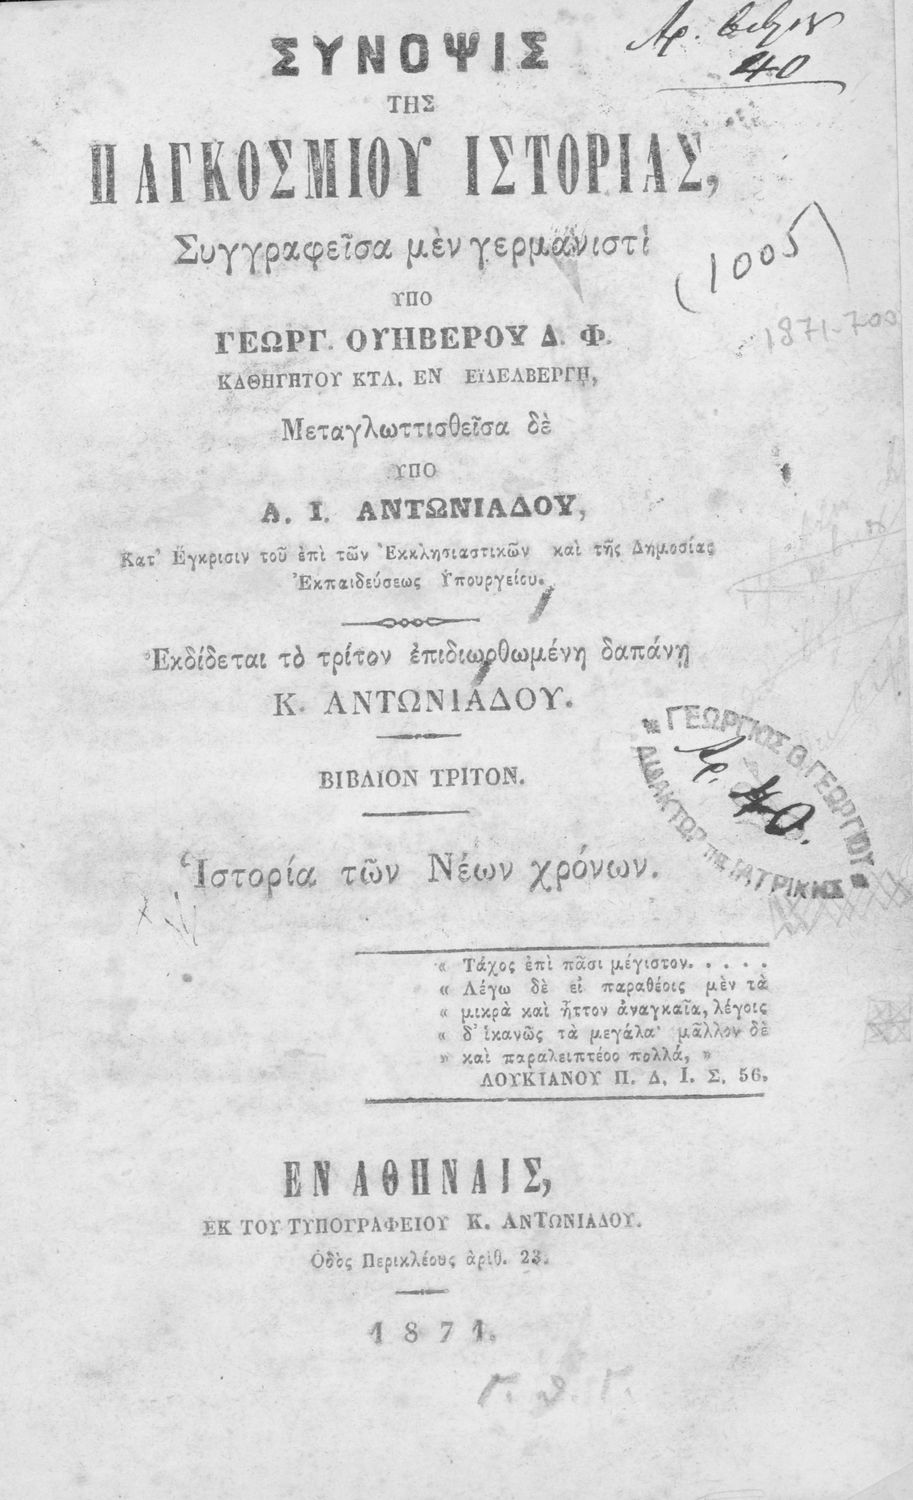 ΣΥΝΟΨΙΣ
ΤΗΣ
ΠΑΓΚΟΣΜΙΟΥ ΙΣΤΟΡΙΑΣ,
Συγγραφεῖσα μὲν γερμανιστὶ
ΥΠΟ
ΓΕΩΡΓ. ΟΥΗΒΕΡΟΥ Δ. Φ.
ΚΑΘΗΓΗΤΟΥ ΚΤΛ. ΕΝ ΕΪΔΕΛΒΕΡΓῌ,
Μεταγλωττισθεῖσα δὲ
ΥΠΟ
Α. Ι. ΑΝΤΩΝΙΑΔΟΥ,
Κατ' Ἔγκρισιν τοῦ ἐπὶ τῶν Ἐκκλησιαστικῶν καὶ τῆς Δημοσίας
Ἐκπαιδεύσεως Ὑπουργείου.
Ἐκδίδεται τὸ τρίτον ἐπιδιωρθωμένη δαπάνῃ
Κ. ΑΝΤΩΝΙΑΔΟΥ.
ΒΙΒΛΙΟΝ ΤΡΙΤΟΝ.
Ἱστορία τῶν Νέων χρόνων.
« Τάχος ἐπὶ πᾶσι μέγιστον. . . . .
« Λέγω δὲ εἰ παραθέοις μὲν τὰ
« μικρὰ καὶ ἧττον ἀναγκαῖα, λέγοις
« δ' ἱκανῶς τὰ μεγάλα· μᾶλλον δὲ
» καὶ παραλειπτέον πολλά, »
ΛΟΥΚΙΑΝΟΥ Π. Δ. Ι. Σ. 56.
ΕΝ ΑΘΗΝΑΙΣ,
ΕΚ ΤΟΥ ΤΥΠΟΓΡΑΦΕΙΟΥ Κ. ΑΝΤΩΝΙΑΔΟΥ.
Ὁδὸς Περικλέους ἀριθ. 23.
1871.
40
(1005)
1871-700
ΓΕΩΡΓΙΟΣ Θ. ΓΕΩΡΓΙΟΥ
ΔΙΔΑΚΤΩΡ ΤΗΣ ΙΑΤΡΙΚΗΣ
Αρ. 40.
Γ. Θ. Γ.